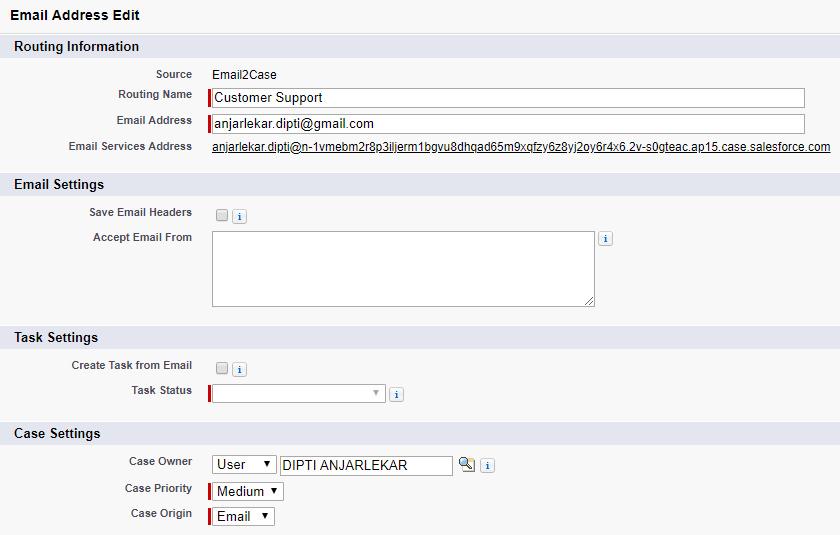 Email Address Edit
Routing Information
Source Email2Case
Routing Name Customer Support
Email Address anjarlekar.dipti@gmail.com
Email Services Address anjarlekar.dipti@n-1vmebm2r8p3iljerm1bgvu8dhqad65m9xqfzy6z8yj2oy6r4x6.2v-s0gteac.ap15.case.salesforce.com
Email Settings
Save Email Headers i
Accept Email From i
Task Settings
Create Task from Email i
Task Status i
Case Settings
Case Owner User DIPTI ANJARLEKAR i
Case Priority Medium
Case Origin Email